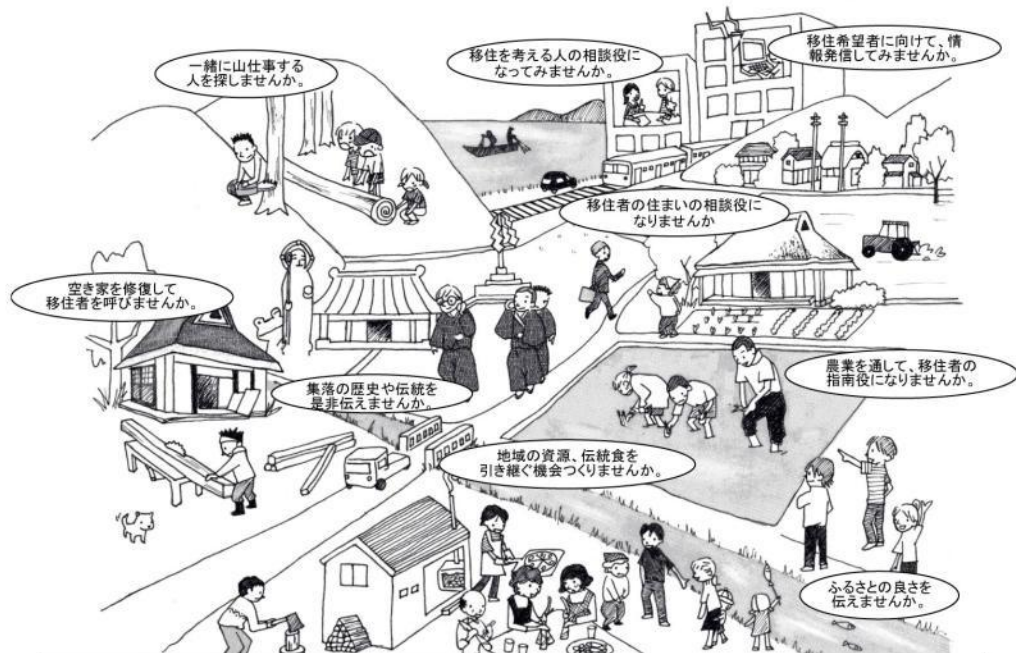 一緒に山仕事する
人を探しませんか。
移住を考える人の相談役に
なってみませんか。
移住希望者に向けて、情
報発信してみませんか。
移住者の住まいの相談役に
なりませんか
空き家を修復して
移住者を呼びませんか。
集落の歴史や伝統を
是非伝えませんか。
農業を通して、移住者の
指南役になりませんか。
地域の資源、伝統食を
引き継ぐ機会つくりませんか。
ふるさとの良さを
伝えませんか。